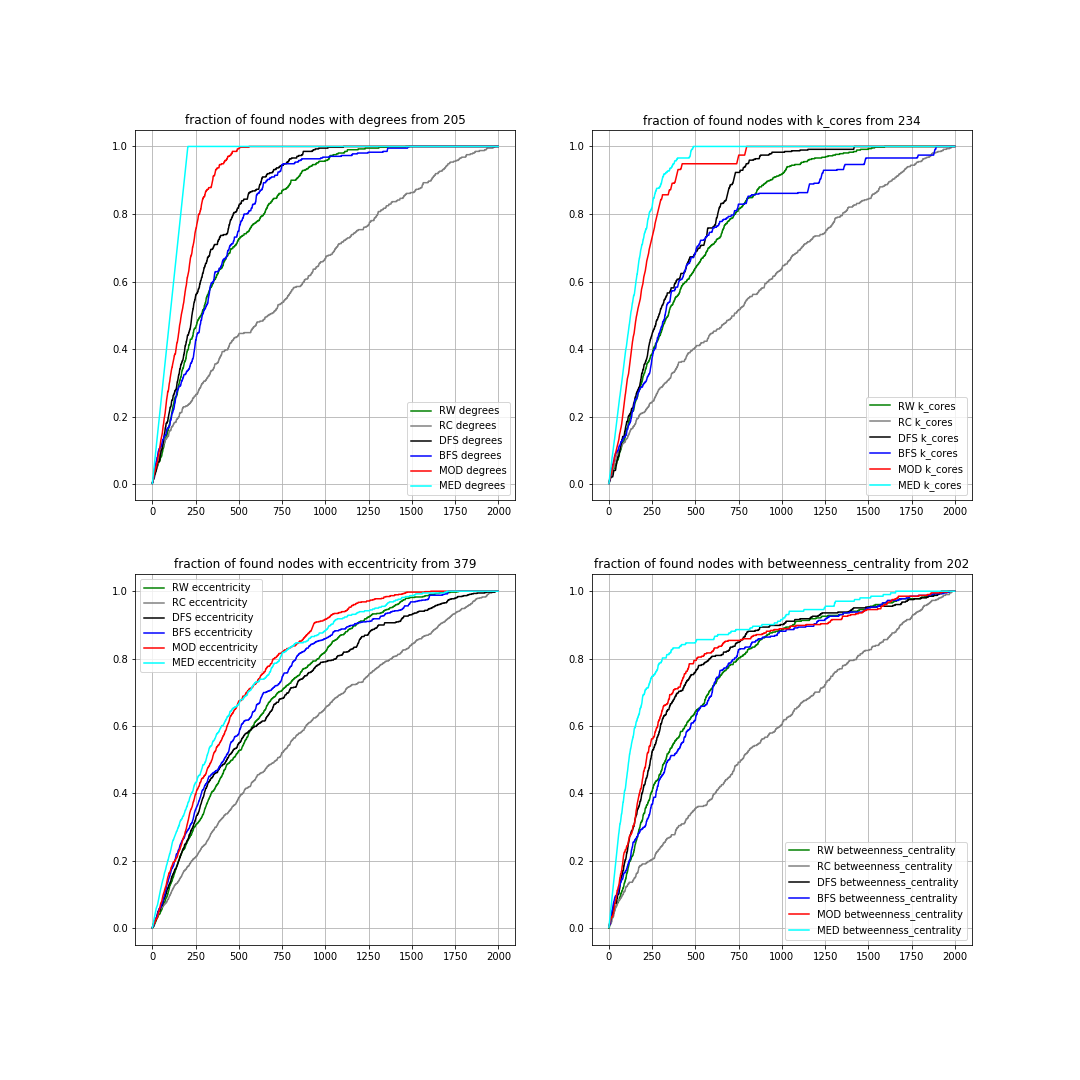 fraction of found nodes with degrees from 205
1.0
0.8
0.6
0.4
0.2
0.0
0 250 500 750 1000 1250 1500 1750 2000
RW degrees
RC degrees
DFS degrees
BFS degrees
MOD degrees
MED degrees
fraction of found nodes with k_cores from 234
1.0
0.8
0.6
0.4
0.2
0.0
0 250 500 750 1000 1250 1500 1750 2000
RW k_cores
RC k_cores
DFS k_cores
BFS k_cores
MOD k_cores
MED k_cores
fraction of found nodes with eccentricity from 379
1.0
0.8
0.6
0.4
0.2
0.0
0 250 500 750 1000 1250 1500 1750 2000
RW eccentricity
RC eccentricity
DFS eccentricity
BFS eccentricity
MOD eccentricity
MED eccentricity
fraction of found nodes with betweenness_centrality from 202
1.0
0.8
0.6
0.4
0.2
0.0
0 250 500 750 1000 1250 1500 1750 2000
RW betweenness_centrality
RC betweenness_centrality
DFS betweenness_centrality
BFS betweenness_centrality
MOD betweenness_centrality
MED betweenness_centrality